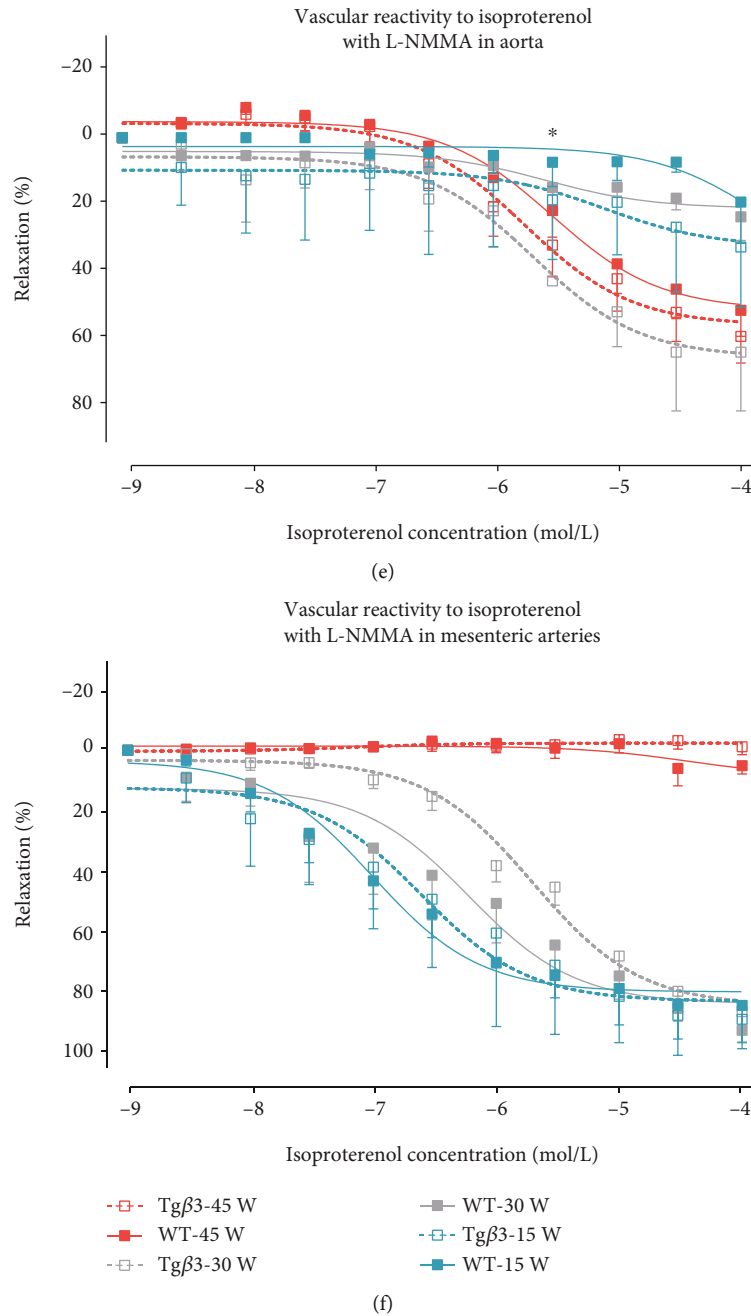 Vascular reactivity to isoproterenol
with L-NMMA in aorta
−20
0
20
40
60
80
Relaxation (%)
*
−9 −8 −7 −6 −5 −4
Isoproterenol concentration (mol/L)
(e)
Vascular reactivity to isoproterenol
with L-NMMA in mesenteric arteries
−20
0
20
40
60
80
100
Relaxation (%)
−9 −8 −7 −6 −5 −4
Isoproterenol concentration (mol/L)
Tgβ3-45 W
WT-45 W
Tgβ3-30 W
WT-30 W
Tgβ3-15 W
WT-15 W
(f)